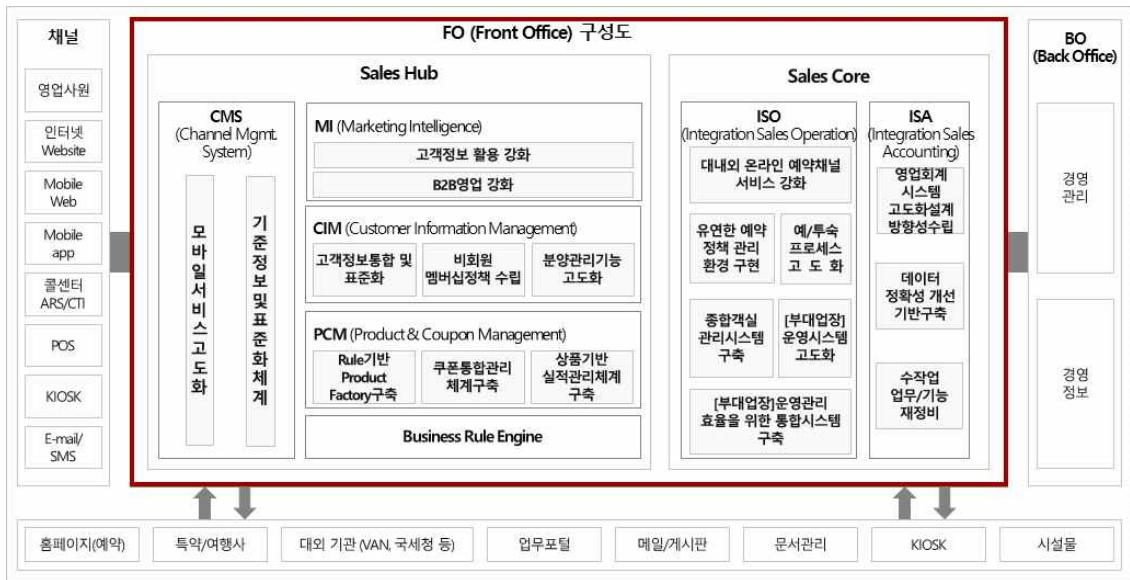 채널
영업사원
인터넷
Website
Mobile
Web
Mobile
app
콜센터
ARS/CTI
POS
KIOSK
E-mail/
SMS
FO (Front Office) 구성도
Sales Hub
CMS
(Channel Mgmt.
System)
모바일서비스고도화
기준정보및표준화체계
MI (Marketing Intelligence)
고객정보 활용 강화
B2B영업 강화
CIM (Customer Information Management)
고객정보통합 및
표준화
비회원
멤버십정책 수립
분양관리기능
고도화
PCM (Product & Coupon Management)
Rule기반
Product
Factory구축
쿠폰통합관리
체계구축
상품기반
실적관리체계
구축
Business Rule Engine
Sales Core
ISO
(Integration Sales Operation)
대내외 온라인 예약채널
서비스 강화
유연한 예약
정책 관리
환경 구현
예/투숙
프로세스
고 도 화
종합객실
관리시스템
구축
[부대업장]
운영시스템
고도화
[부대업장]운영관리
효율을 위한 통합시스템
구축
ISA
(Integration Sales
Accounting)
영업회계
시스템
고도화설계
방향성수립
데이터
정확성 개선
기반구축
수작업
업무/기능
재정비
BO
(Back Office)
경영
관리
경영
정보
홈페이지(예약)
특약/여행사
대외 기관 (VAN, 국세청 등)
업무포털
메일/게시판
문서관리
KIOSK
시설물